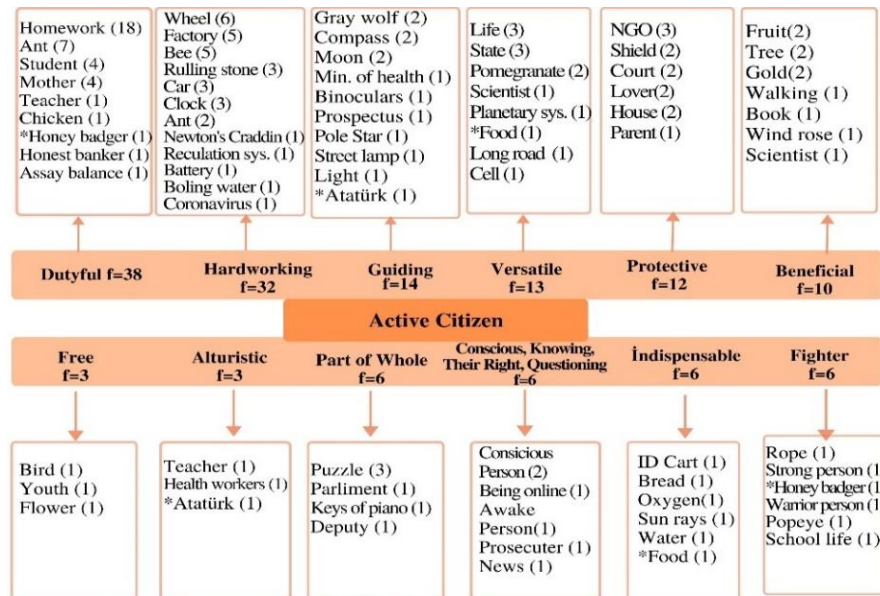 Homework (18)
Ant (7)
Student (4)
Mother (4)
Teacher (1)
Chicken (1)
*Honey badger (1)
Honest banker (1)
Assay balance (1)
Wheel (6)
Factory (5)
Bee (5)
Rulling stone (3)
Car (3)
Clock (3)
Ant (2)
Newton's Craddin (1)
Reculation sys. (1)
Battery (1)
Boling water (1)
Coronavirus (1)
Gray wolf (2)
Compass (2)
Moon (2)
Min. of health (1)
Binoculars (1)
Prospectus (1)
Pole Star (1)
Street lamp (1)
Light (1)
*Atatürk (1)
Life (3)
State (3)
Pomegranate (2)
Scientist (1)
Planetary sys. (1)
*Food (1)
Long road (1)
Cell (1)
NGO (3)
Shield (2)
Court (2)
Lover(2)
House (2)
Parent (1)
Fruit(2)
Tree (2)
Gold(2)
Walking (1)
Book (1)
Wind rose (1)
Scientist (1)
Dutyful f=38
Hardworking
f=32
Guiding
f=14
Versatile
f=13
Protective
f=12
Beneficial
f=10
Active Citizen
Free
f=3
Alturistic
f=3
Part of Whole
f=6
Conscious, Knowing,
Their Right, Questioning
f=6
İndispensable
f=6
Fighter
f=6
Bird (1)
Youth (1)
Flower (1)
Teacher (1)
Health workers (1)
*Atatürk (1)
Puzzle (3)
Parliment (1)
Keys of piano (1)
Deputy (1)
Consicious
Person (2)
Being online (1)
Awake
Person(1)
Prosecuter (1)
News (1)
ID Cart (1)
Bread (1)
Oxygen(1)
Sun rays (1)
Water (1)
*Food (1)
Rope (1)
Strong person (1)
*Honey badger (1)
Warrior person (1)
Popeye (1)
School life (1)